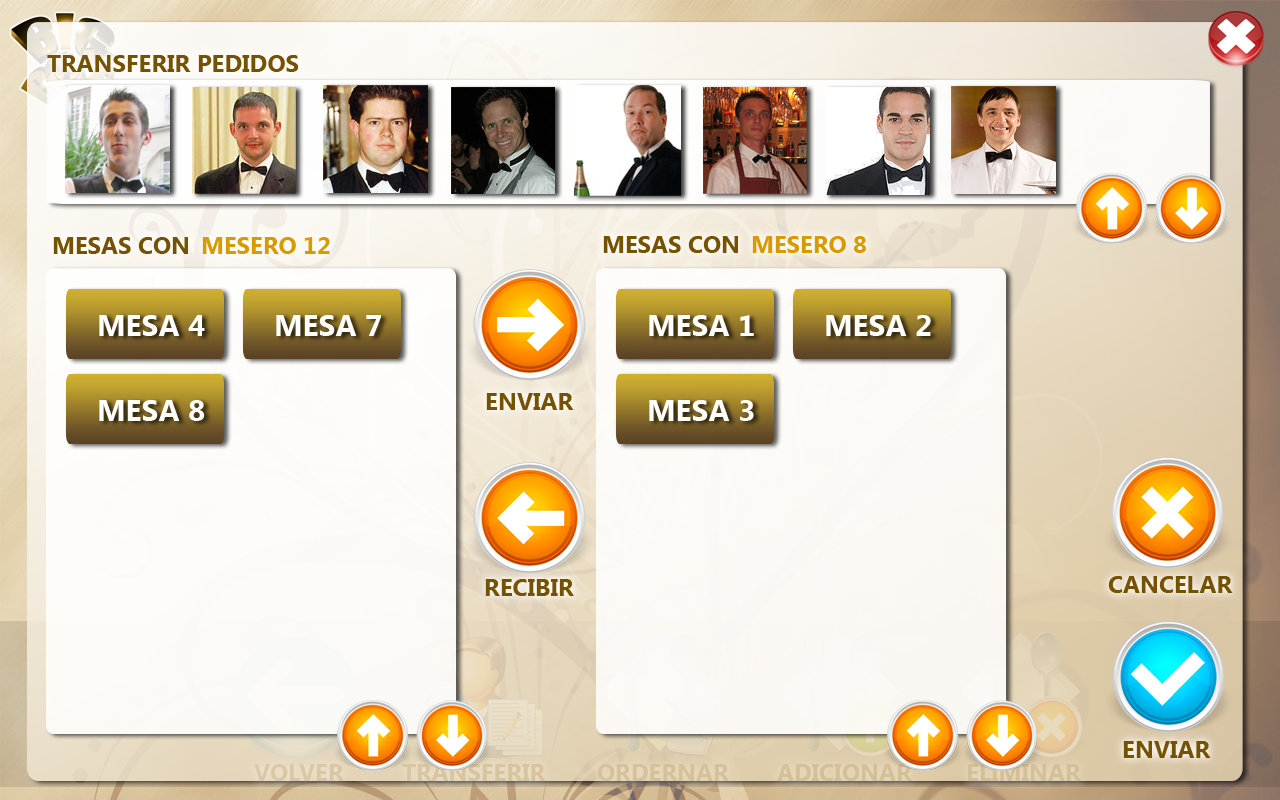 TRANSFERIR PEDIDOS
MESAS CON MESERO 12
MESAS CON MESERO 8
MESA 4 MESA 7
MESA 8
MESA 1 MESA 2
MESA 3
ENVIAR
RECIBIR
CANCELAR
ENVIAR
VOLVER TRANSFERIR ORDERNAR ADICIONAR ELIMINAR